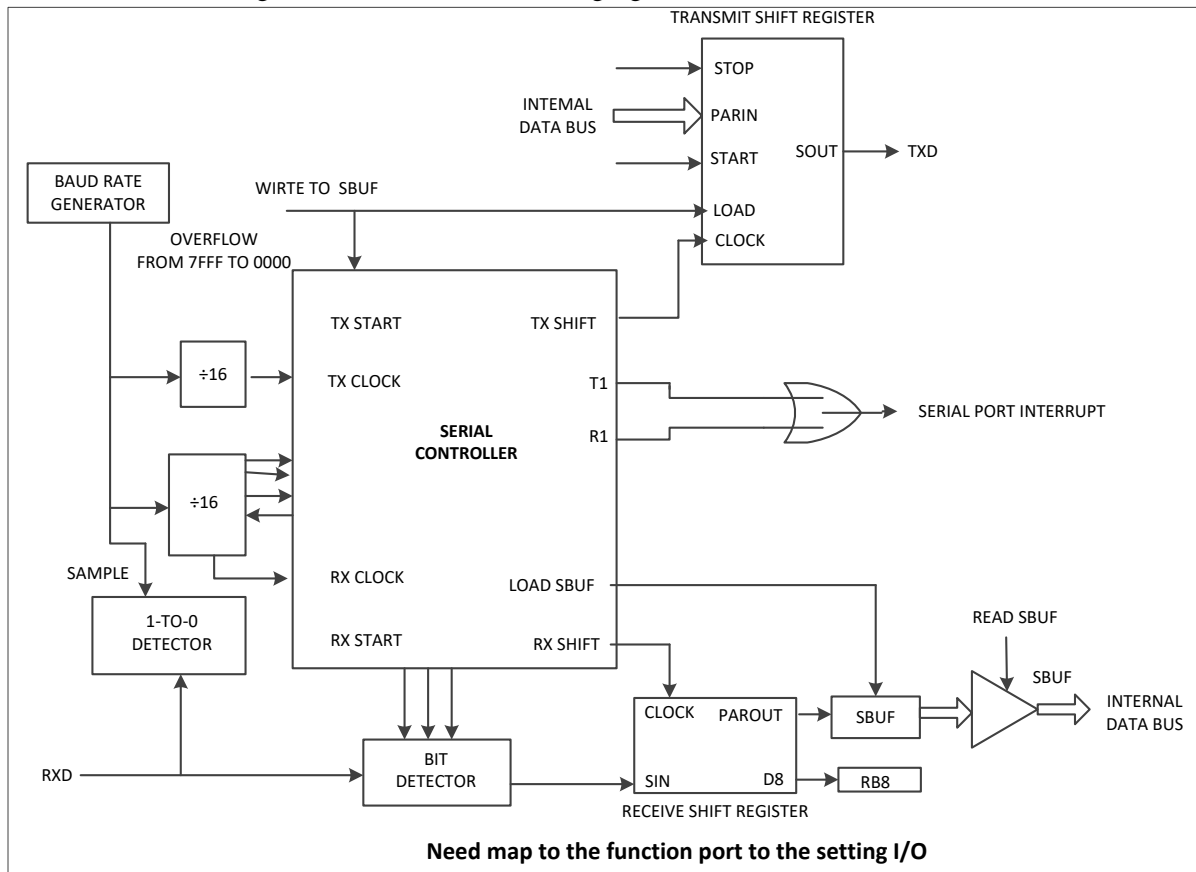 TRANSMIT SHIFT REGISTER
STOP
INTEMAL
DATA BUS
PARIN
START
SOUT
TXD
BAUD RATE
GENERATOR
WIRTE TO SBUF
LOAD
CLOCK
OVERFLOW
FROM 7FFF TO 0000
TX START
TX SHIFT
÷16
TX CLOCK
T1
SERIAL PORT INTERRUPT
R1
SERIAL
CONTROLLER
÷16
SAMPLE
RX CLOCK
LOAD SBUF
1-TO-0
DETECTOR
RX START
RX SHIFT
READ SBUF
SBUF
CLOCK
PAROUT
SBUF
INTERNAL
DATA BUS
RXD
BIT
DETECTOR
SIN
D8
RB8
RECEIVE SHIFT REGISTER
Need map to the function port to the setting I/O